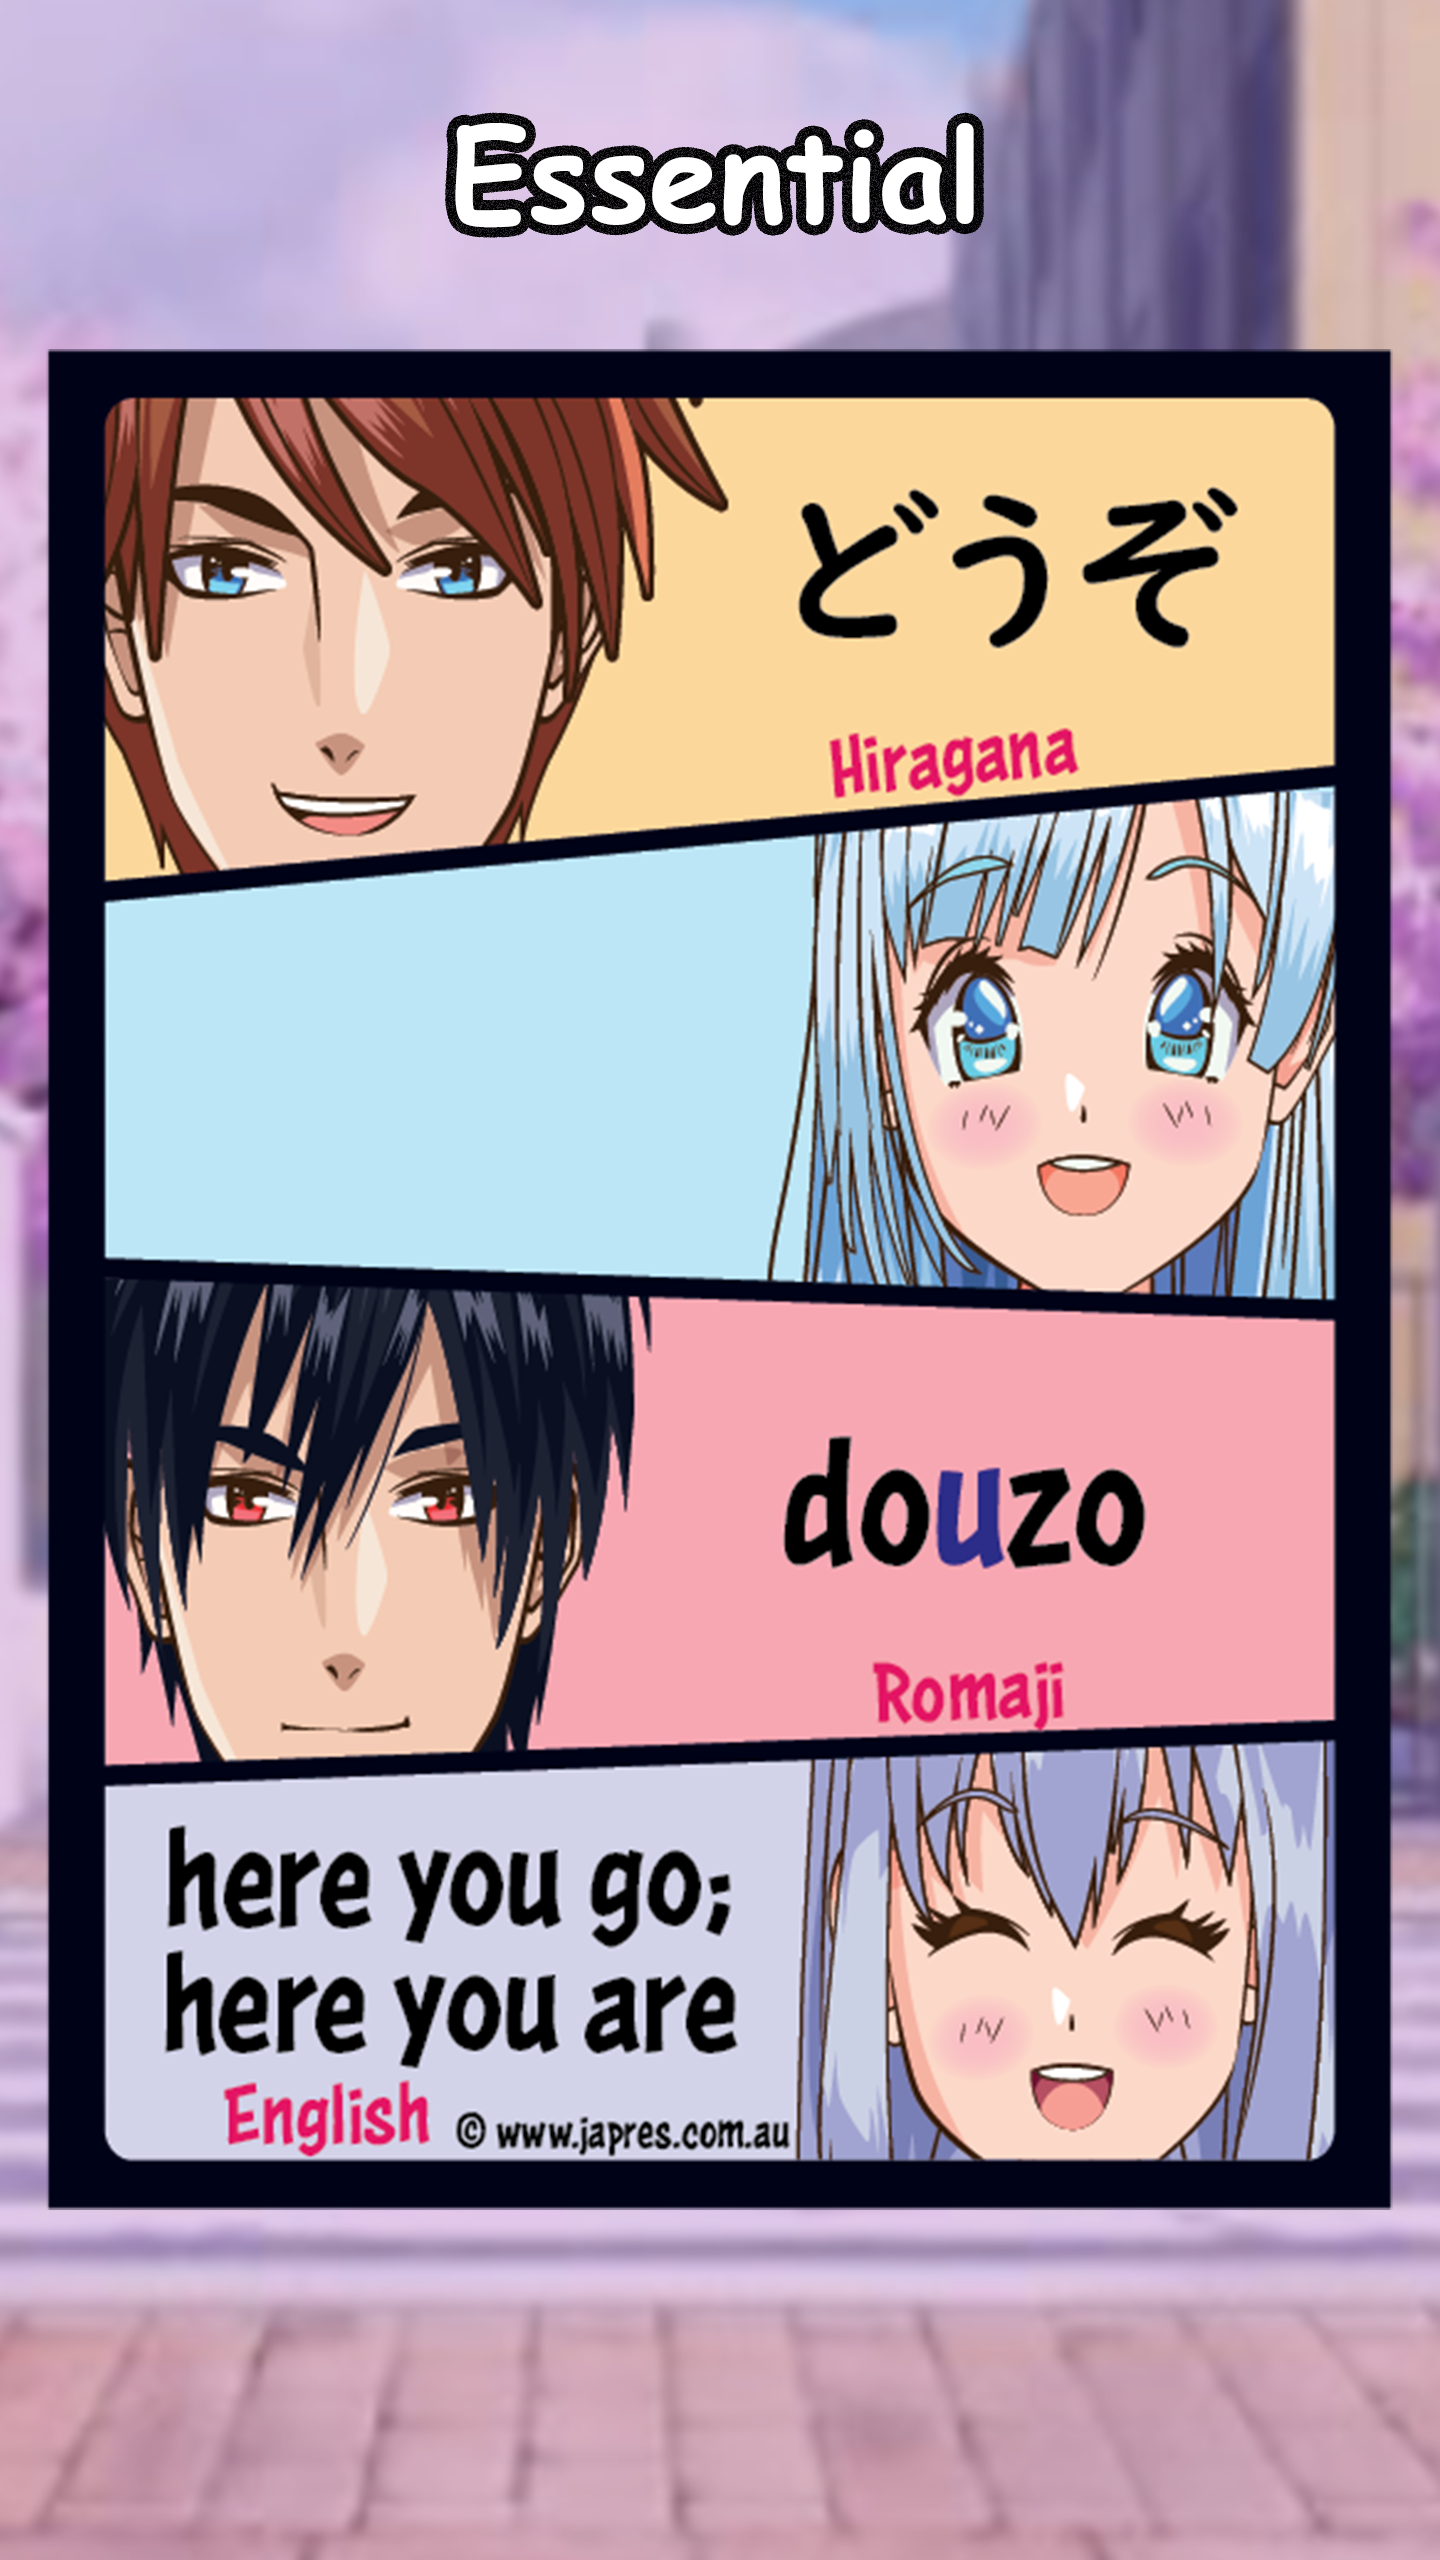 Essential
どうぞ
Hiragana
douzo
Romaji
here you go;
here you are
English
© www.japres.com.au